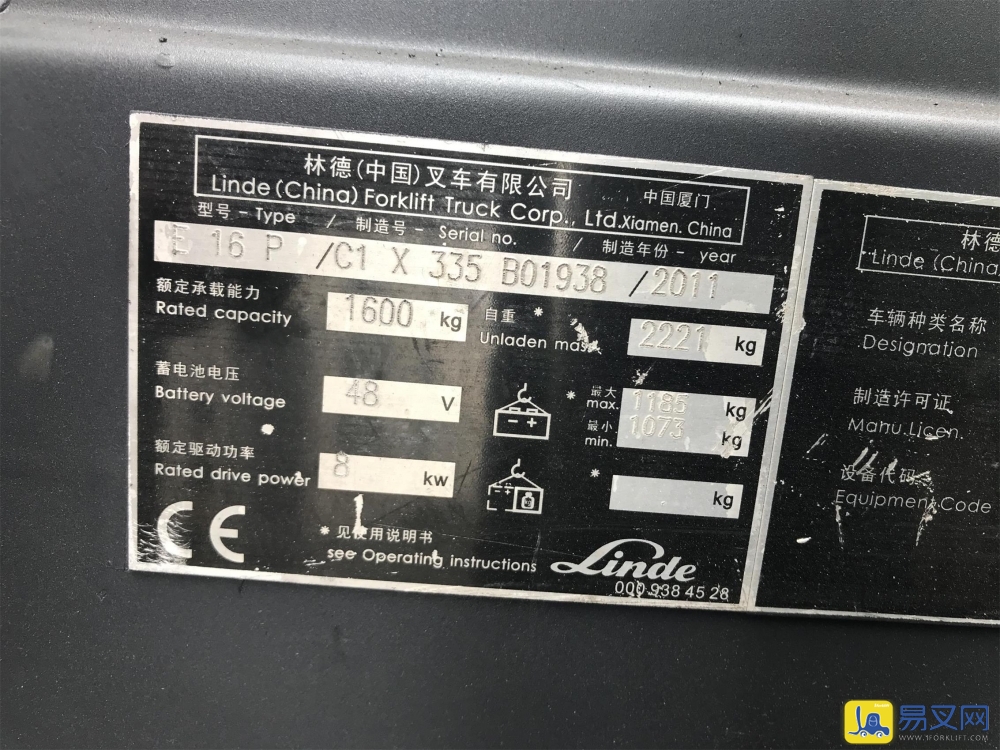 林德(中国)叉车有限公司 中国厦门
Linde (China) Forklift Truck Corp., Ltd. Xiamen. China
型号 - Type / 制造号 - Serial no. / 制造年份 - year
E 16 P /C1 X 335 B01938 /2011
额定承载能力
Rated capacity 1600 kg
自重 *
Unladen mass 2221 kg
蓄电池电压
Battery voltage 48 V
* 最大
max. 1185 kg
最小
min. 1073 kg
额定驱动功率
Rated drive power 8 kw
* kg
CE
* 见使用说明书
see Operating instructions
Linde
000 938 45 28
林德
Linde (China
车辆种类名称
Designation
制造许可证
Manu.Licen.
设备代码
Equipment Code
易叉网
WWW.1FORKLIFT.COM